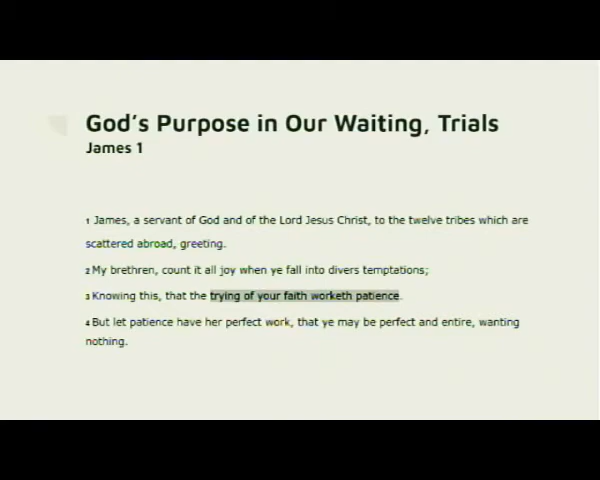 God's Purpose in Our Waiting, Trials
James 1
1 James, a servant of God and of the Lord Jesus Christ, to the twelve tribes which are
scattered abroad, greeting.
2 My brethren, count it all joy when ye fall into divers temptations;
3 Knowing this, that the trying of your faith worketh patience.
4 But let patience have her perfect work, that ye may be perfect and entire, wanting
nothing.